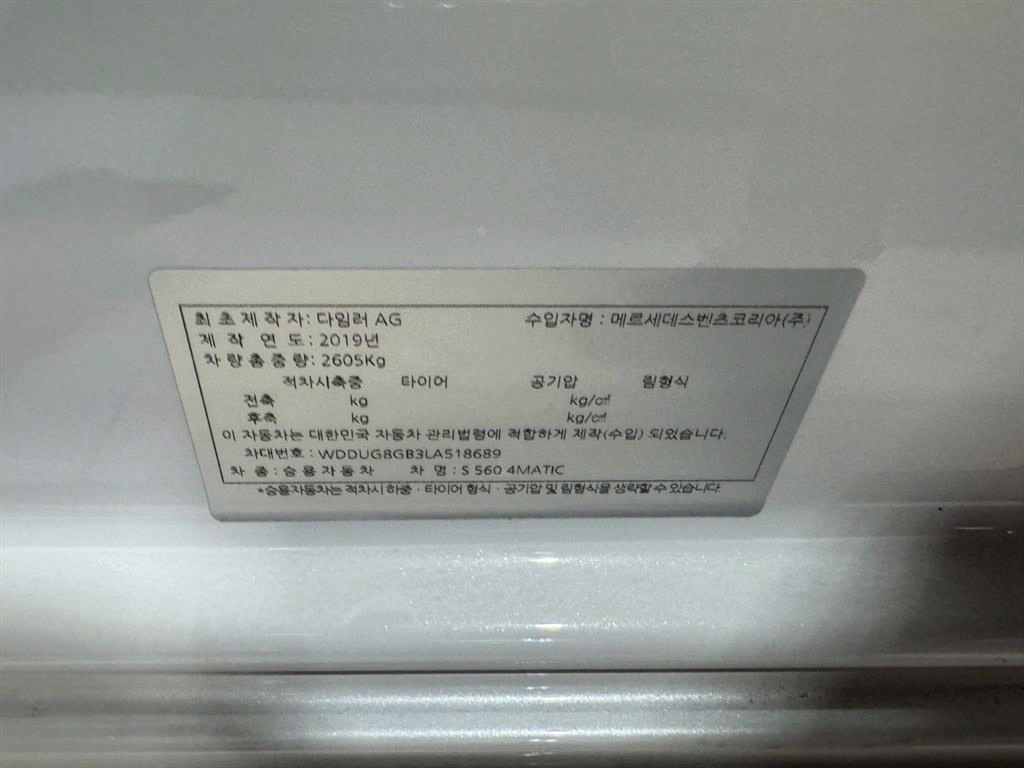 최초제작자: 다임러 AG 수입자명 : 메르세데스벤츠코리아(주)
제 작 연 도: 2019년
차량총중량: 2605Kg
적차시축중 타이어 공기압 림형식
전축 kg kg/㎠
후축 kg kg/㎠
이 자동차는 대한민국 자동차 관리법령에 적합하게 제작(수입) 되었습니다.
차대번호 : WDDUG8GB3LA518689
차 종 : 승용자동차 차 명 : S 560 4MATIC
*승용자동차는 적차시 하중 · 타이어 형식 · 공기압 및 림형식을 생략할 수 있습니다.